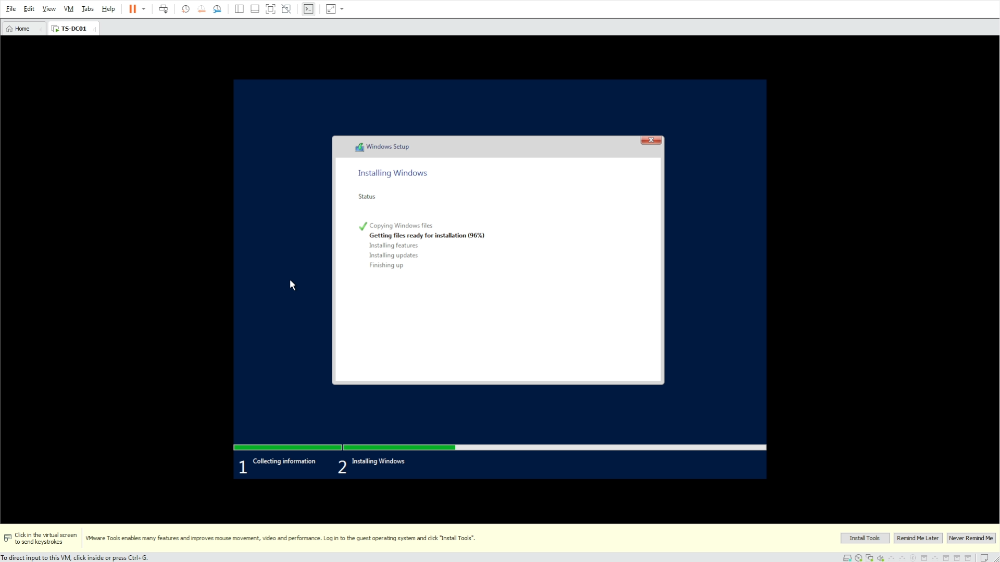 File Edit View VM Tabs Help
Home TS-DC01
Windows Setup
Installing Windows
Status
Copying Windows files
Getting files ready for installation (96%)
Installing features
Installing updates
Finishing up
1 Collecting information 2 Installing Windows
Click in the virtual screen
to send keystrokes
VMware Tools enables many features and improves mouse movement, video and performance. Log in to the guest operating system and click "Install Tools".
Install Tools Remind Me Later Never Remind Me
To direct input to this VM, click inside or press Ctrl+G.